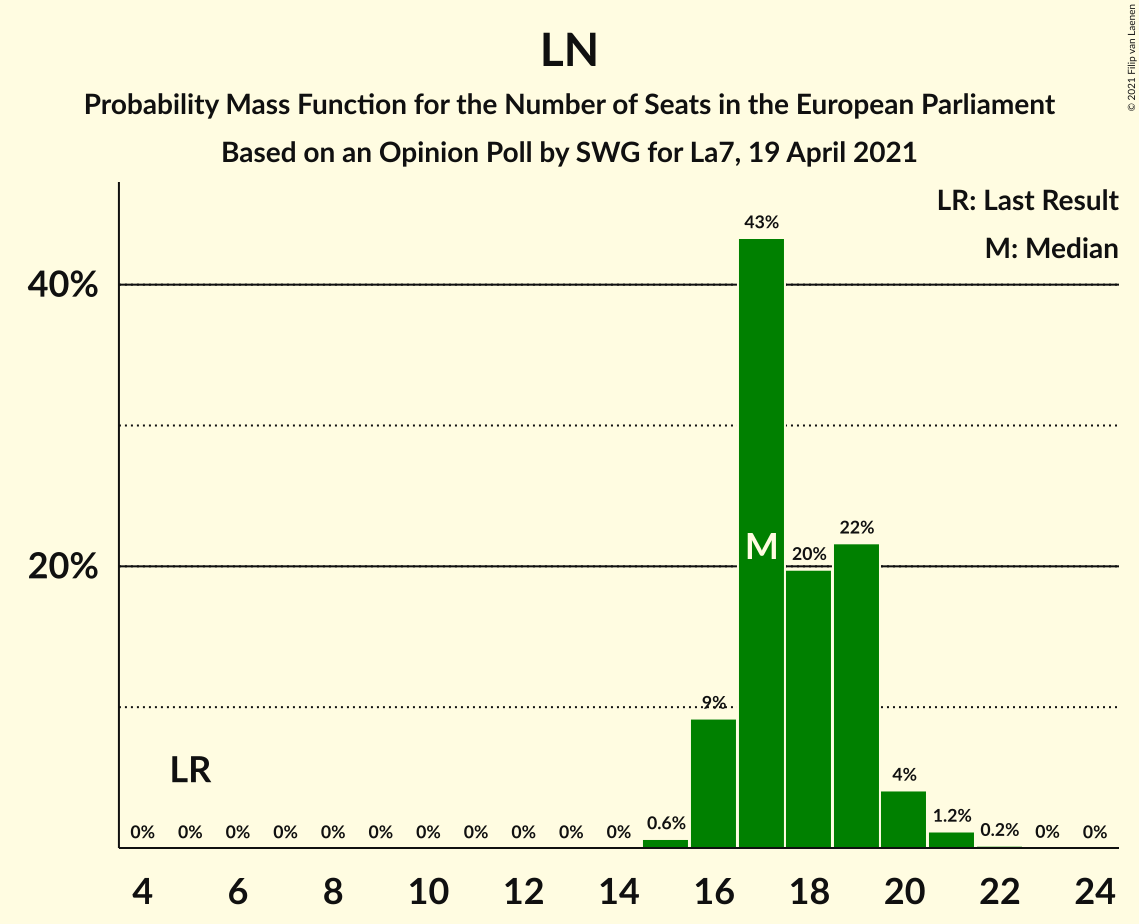 LN
Probability Mass Function for the Number of Seats in the European Parliament
Based on an Opinion Poll by SWG for La7, 19 April 2021
© 2021 Filip van Laenen
LR: Last Result
M: Median
40%
20%
43%
M
20%
22%
9%
LR
4%
0% 0% 0% 0% 0% 0% 0% 0% 0% 0% 0% 0.6% 1.2% 0.2% 0% 0%
4 6 8 10 12 14 16 18 20 22 24